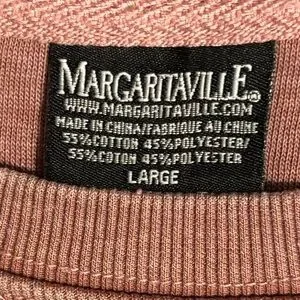 MARGARITAVILLE®
WWW.MARGARITAVILLE.COM
MADE IN CHINA/FABRIQUE AU CHINE
55%COTTON 45%POLYESTER/
55%COTON 45%POLYESTER
LARGE